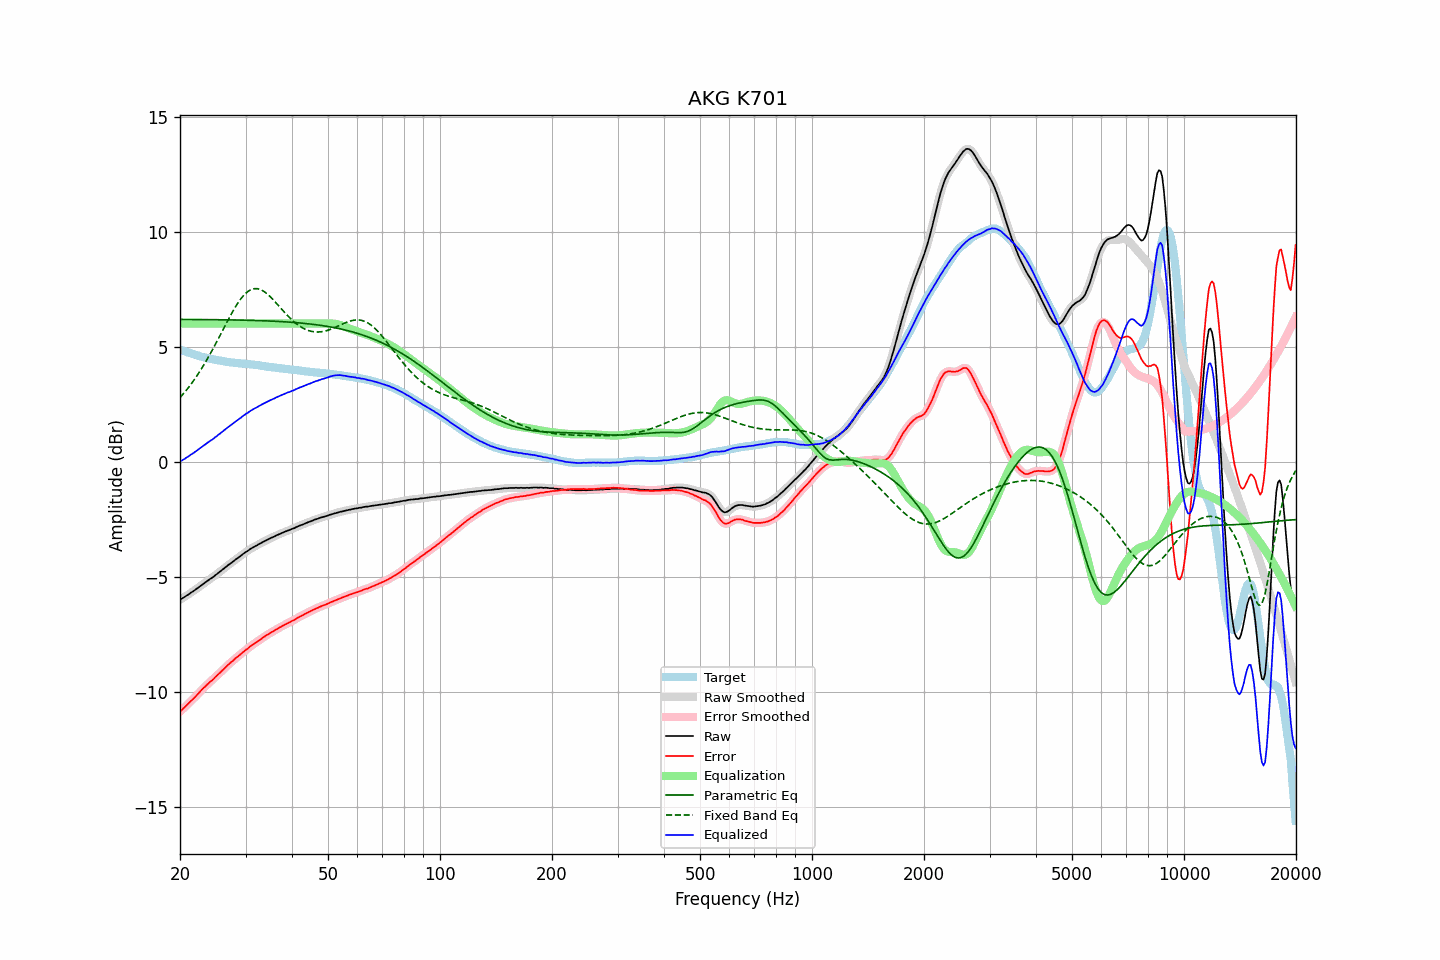 AKG K701
Amplitude (dBr)
15
10
5
0
−5
−10
−15
Target
Raw Smoothed
Error Smoothed
Raw
Error
Equalization
Parametric Eq
Fixed Band Eq
Equalized
20 50 100 200 500 1000 2000 5000 10000 20000
Frequency (Hz)